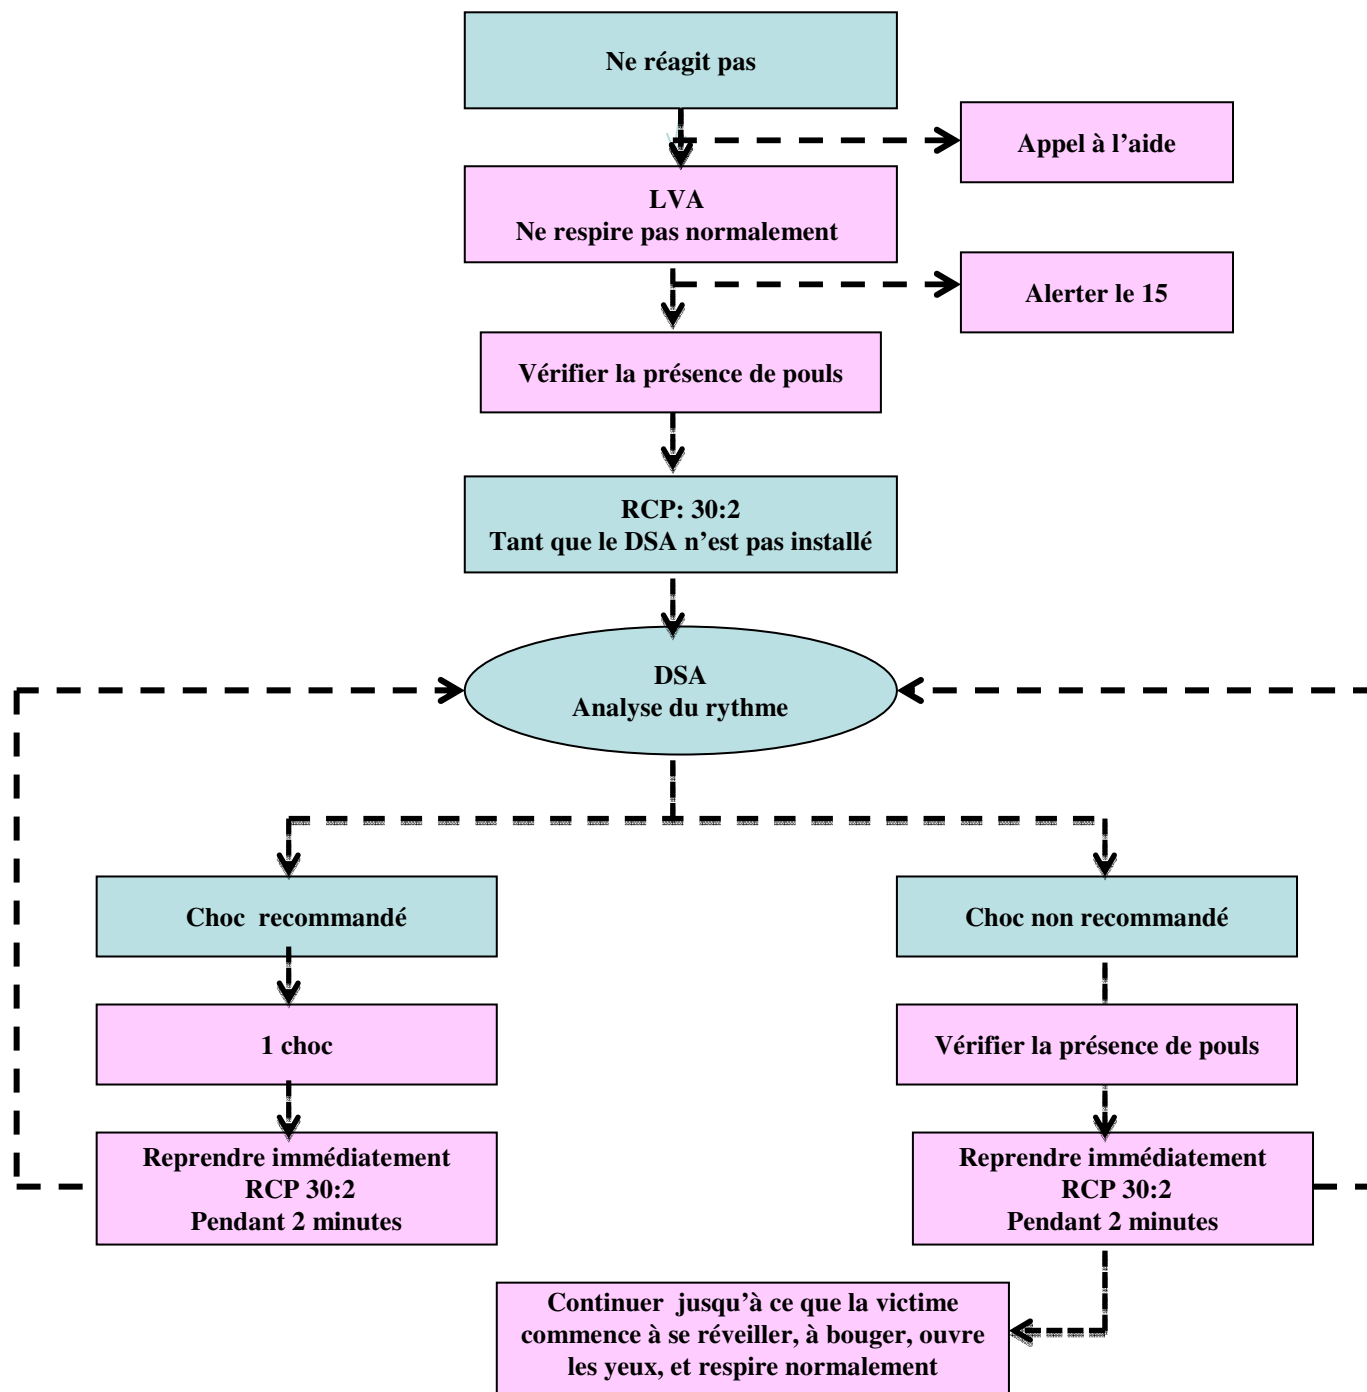 Ne réagit pas
Appel à l’aide
LVA
Ne respire pas normalement
Alerter le 15
Vérifier la présence de pouls
RCP: 30:2
Tant que le DSA n’est pas installé
DSA
Analyse du rythme
Choc recommandé
Choc non recommandé
1 choc
Vérifier la présence de pouls
Reprendre immédiatement
RCP 30:2
Pendant 2 minutes
Reprendre immédiatement
RCP 30:2
Pendant 2 minutes
Continuer jusqu’à ce que la victime
commence à se réveiller, à bouger, ouvre
les yeux, et respire normalement